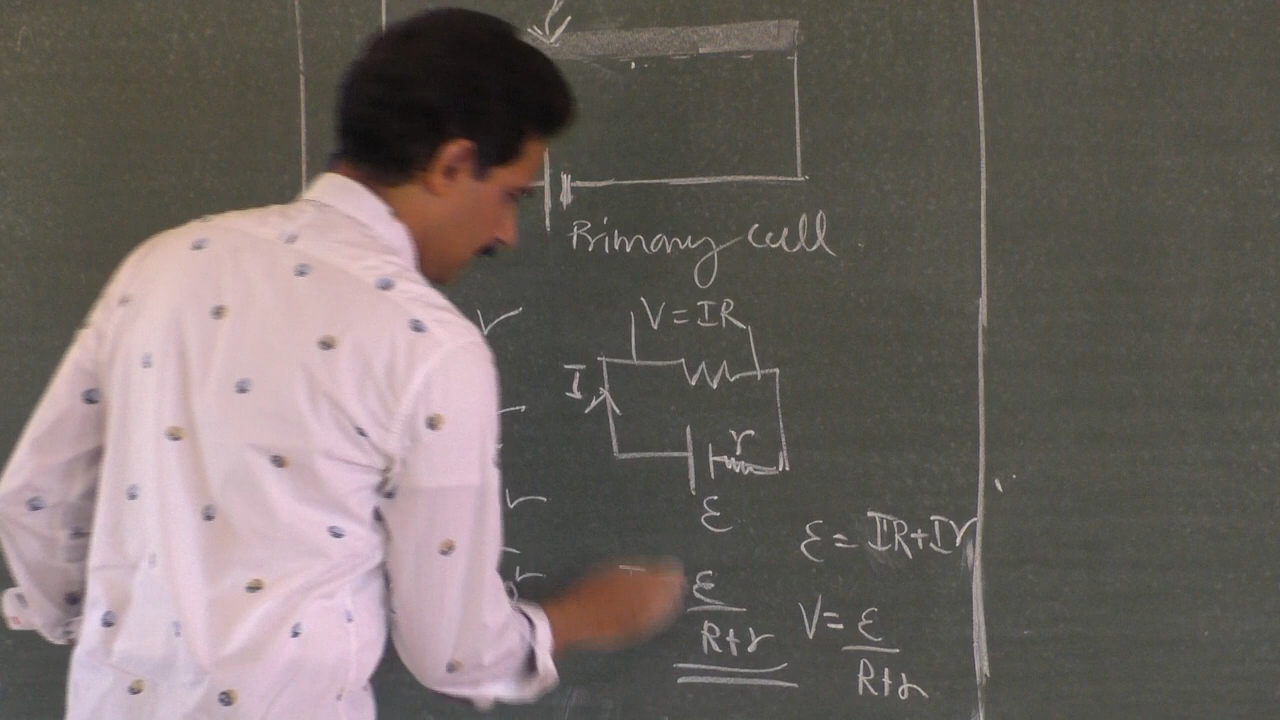 Primary cell
V = IR
I
r
ε
ε = IR + Ir
ε
R+r
V = ε
R+r